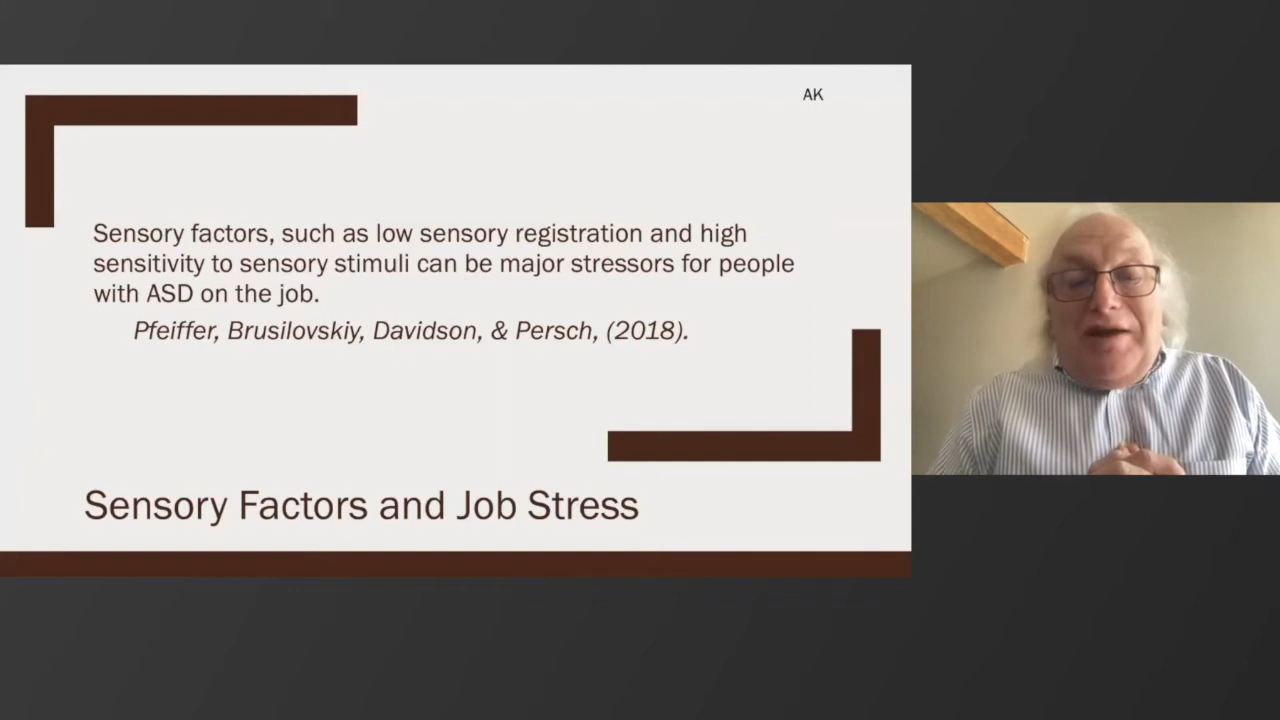 AK
Sensory factors, such as low sensory registration and high
sensitivity to sensory stimuli can be major stressors for people
with ASD on the job.
Pfeiffer, Brusilovskiy, Davidson, & Persch, (2018).
Sensory Factors and Job Stress